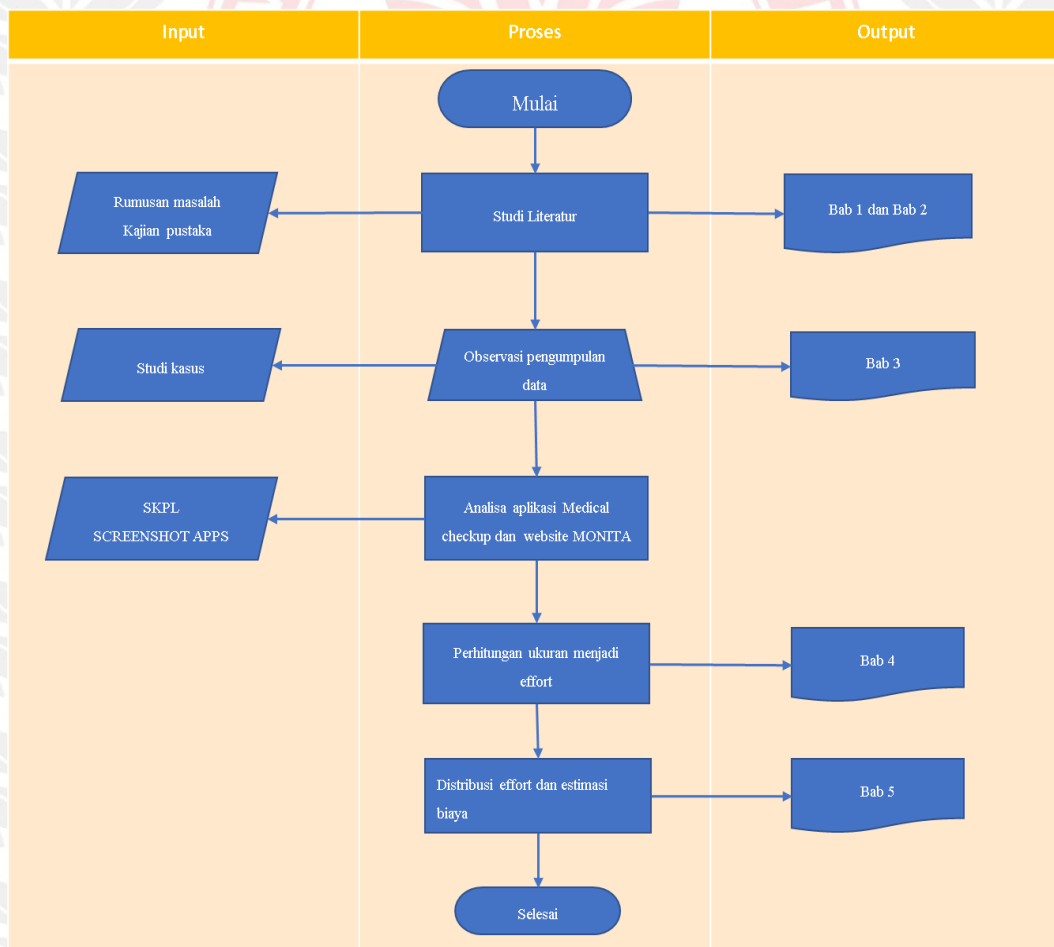 Input
Proses
Output
Mulai
Rumusan masalah
Kajian pustaka
Studi Literatur
Bab 1 dan Bab 2
Studi kasus
Observasi pengumpulan
data
Bab 3
SKPL
SCREENSHOT APPS
Analisa aplikasi Medical
checkup dan website MONITA
Perhitungan ukuran menjadi
effort
Bab 4
Distribusi effort dan estimasi
biaya
Bab 5
Selesai